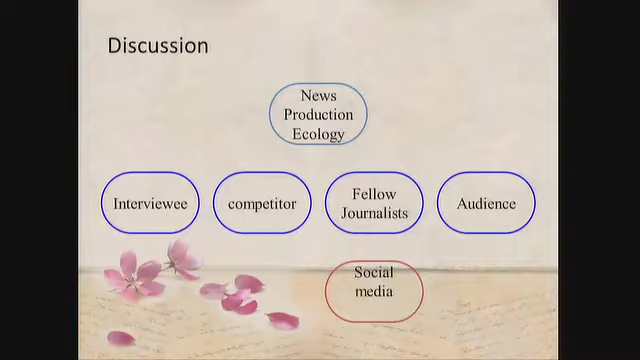 Discussion
News
Production
Ecology
Interviewee
competitor
Fellow
Journalists
Audience
Social
media